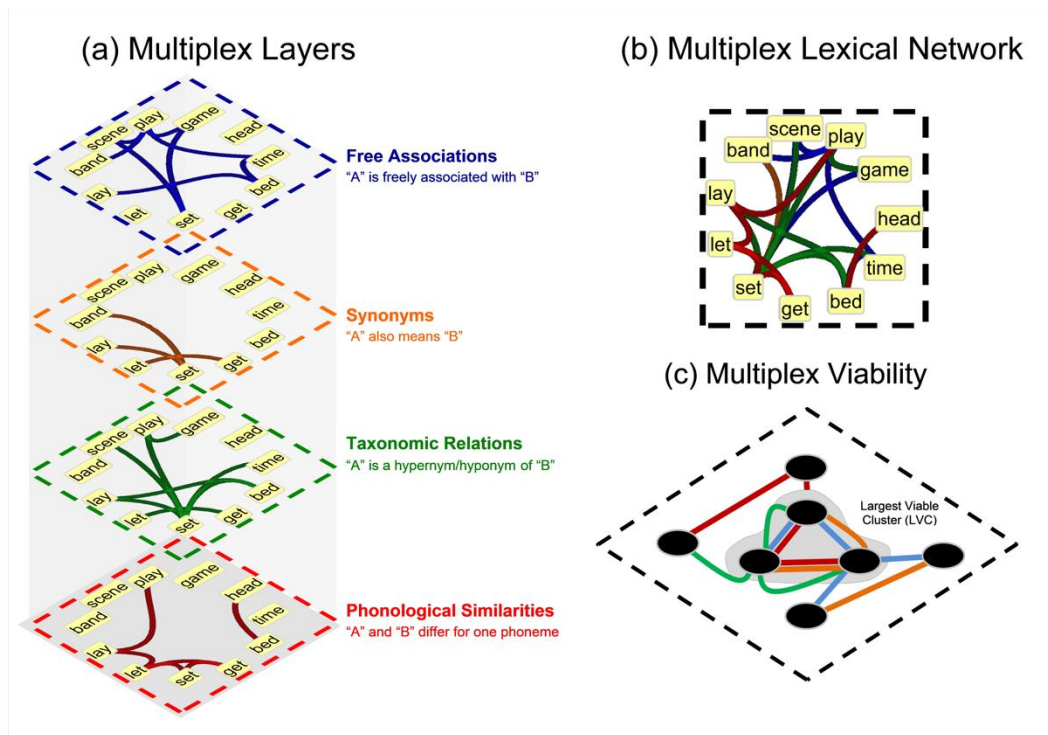 (a) Multiplex Layers
scene
play
game
head
band
time
lay
bed
let
set
get
Free Associations
"A" is freely associated with "B"
scene
play
game
head
band
time
lay
bed
let
set
get
Synonyms
"A" also means "B"
scene
play
game
head
band
time
lay
bed
let
set
get
Taxonomic Relations
"A" is a hypernym/hyponym of "B"
scene
play
game
head
band
time
lay
bed
let
set
get
Phonological Similarities
"A" and "B" differ for one phoneme
(b) Multiplex Lexical Network
scene
play
band
game
lay
head
let
time
set
bed
get
(c) Multiplex Viability
Largest Viable
Cluster (LVC)